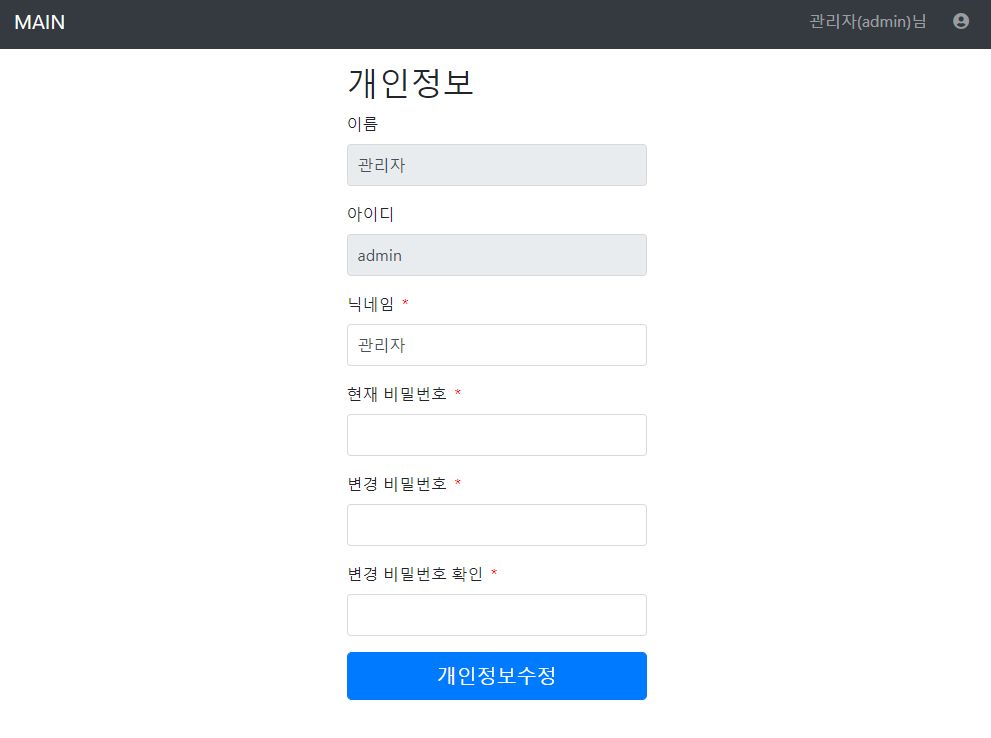 MAIN 관리자(admin)님
개인정보
이름
관리자
아이디
admin
닉네임 *
관리자
현재 비밀번호 *
변경 비밀번호 *
변경 비밀번호 확인 *
개인정보수정